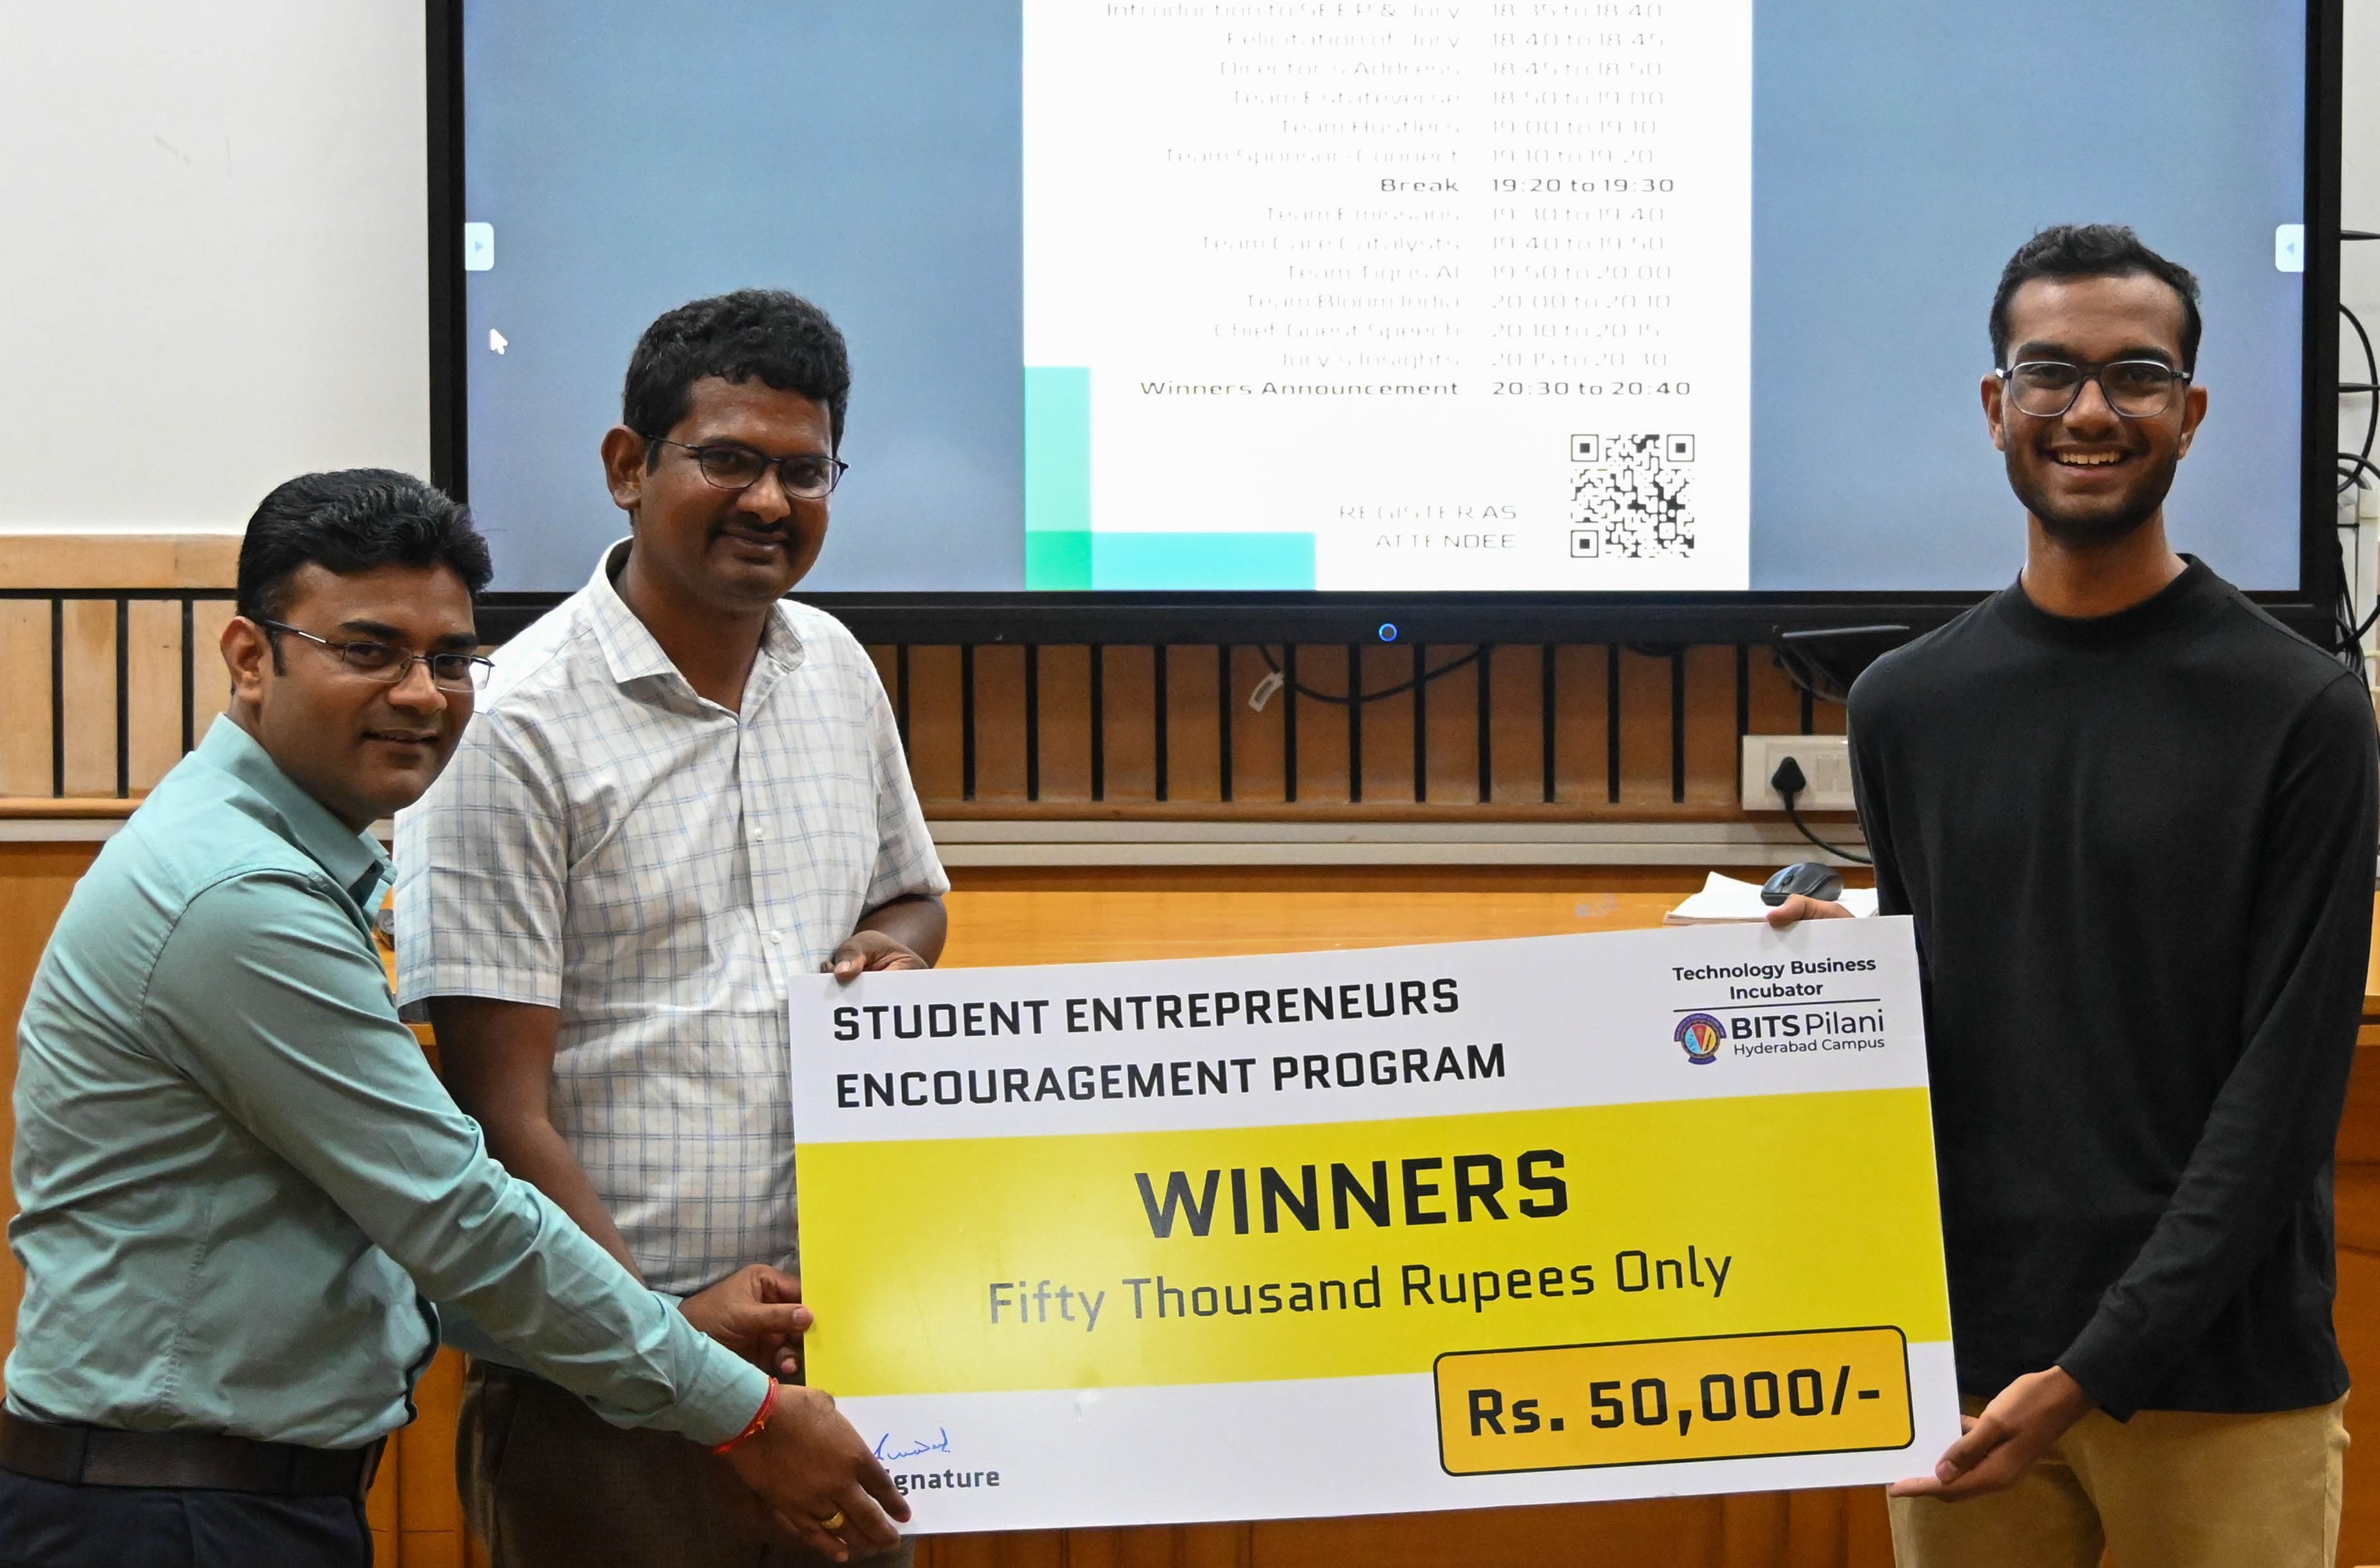 Introduction to SEEP & Jury 18:35 to 18:40
Felicitation of Jury 18:40 to 18:45
Director's Address 18:45 to 18:50
Team Estateverse 18:50 to 19:00
Team Hustlers 19:00 to 19:10
Team Sponsor-Connect 19:10 to 19:20
Break 19:20 to 19:30
Team Emissans 19:30 to 19:40
Team Care Catalysts 19:40 to 19:50
Team Tiqris AI 19:50 to 20:00
Team Bloom India 20:00 to 20:10
Chief Guest Speech 20:10 to 20:15
Jury's Insights 20:15 to 20:30
Winners Announcement 20:30 to 20:40
REGISTER AS
ATTENDEE
STUDENT ENTREPRENEURS
ENCOURAGEMENT PROGRAM
Technology Business
Incubator
BITS Pilani
Hyderabad Campus
WINNERS
Fifty Thousand Rupees Only
Rs. 50,000/-
ignature